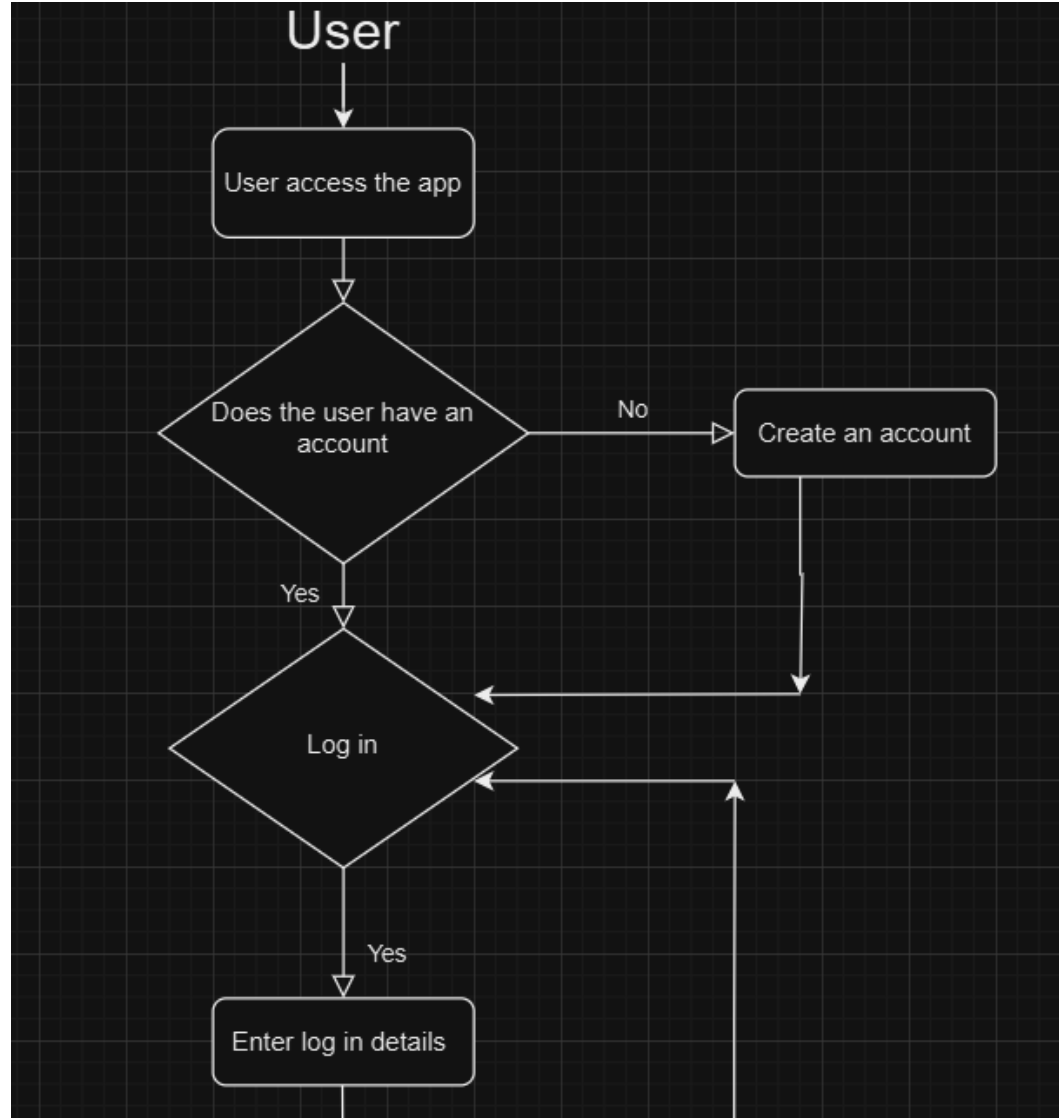 User
User access the app
Does the user have an
account
No
Create an account
Yes
Log in
Yes
Enter log in details